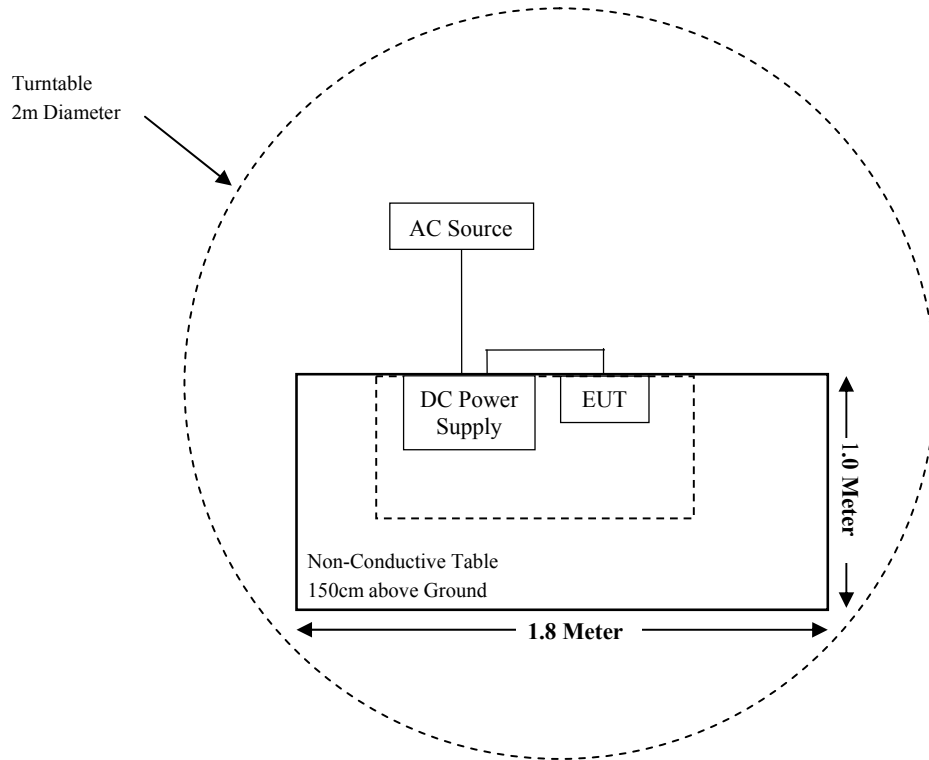 Turntable
2m Diameter
AC Source
DC Power
Supply
EUT
1.0 Meter
Non-Conductive Table
150cm above Ground
1.8 Meter